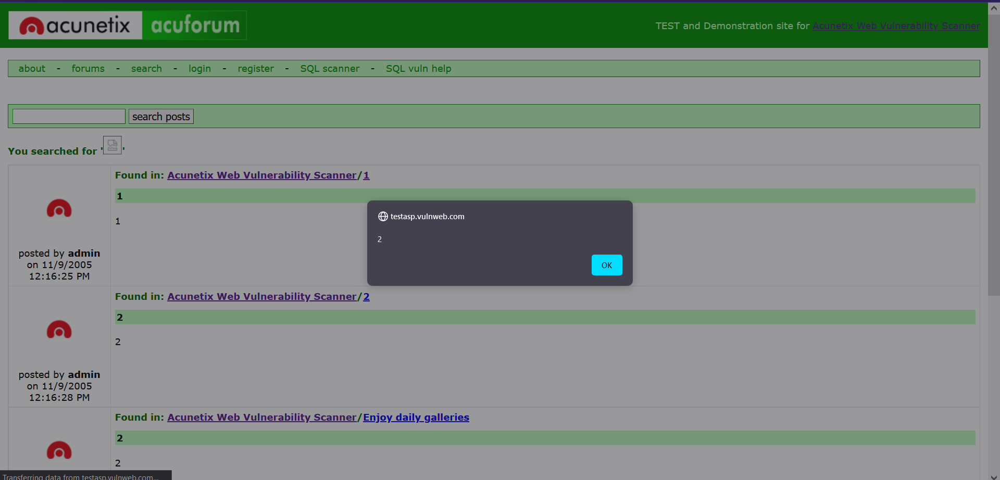 acunetix acuforum
TEST and Demonstration site for Acunetix Web Vulnerability Scanner
about - forums - search - login - register - SQL scanner - SQL vuln help
search posts
You searched for ' '
Found in: Acunetix Web Vulnerability Scanner/1
1
1
posted by admin
on 11/9/2005
12:16:25 PM
testasp.vulnweb.com
2
OK
Found in: Acunetix Web Vulnerability Scanner/2
2
2
posted by admin
on 11/9/2005
12:16:28 PM
Found in: Acunetix Web Vulnerability Scanner/Enjoy daily galleries
2
2
Transferring data from testasp.vulnweb.com...